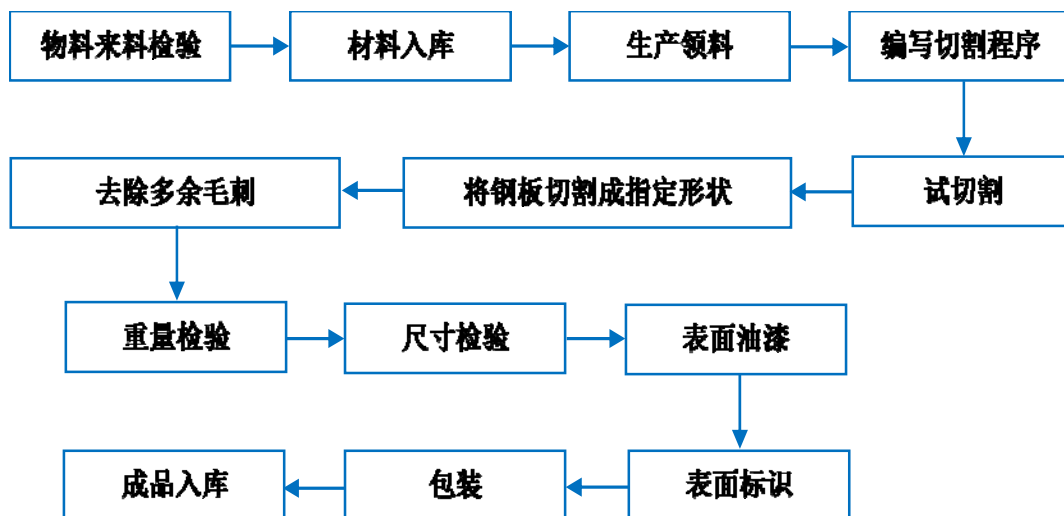 物料来料检验
材料入库
生产领料
编写切割程序
试切割
将钢板切割成指定形状
去除多余毛刺
重量检验
尺寸检验
表面油漆
表面标识
包装
成品入库